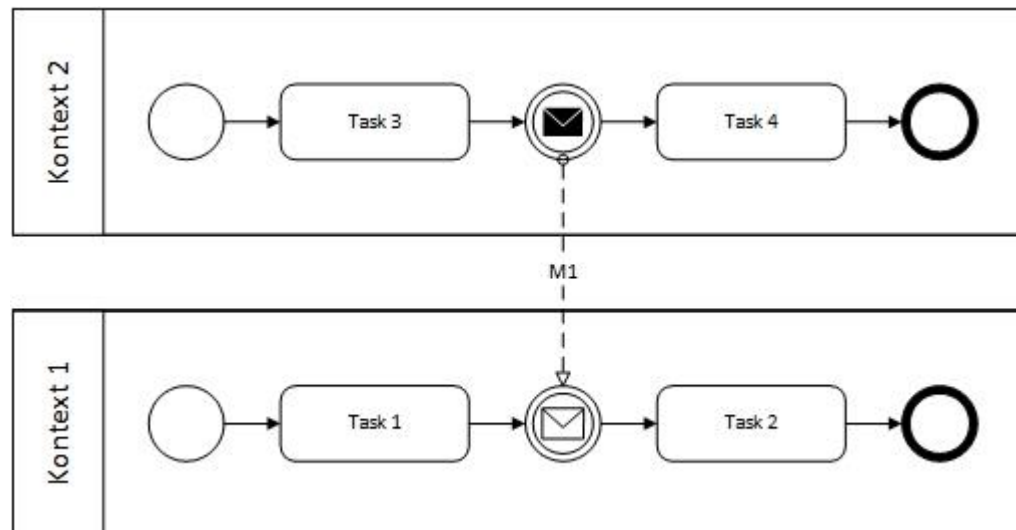 Kontext 2
Task 3
Task 4
M1
Kontext 1
Task 1
Task 2